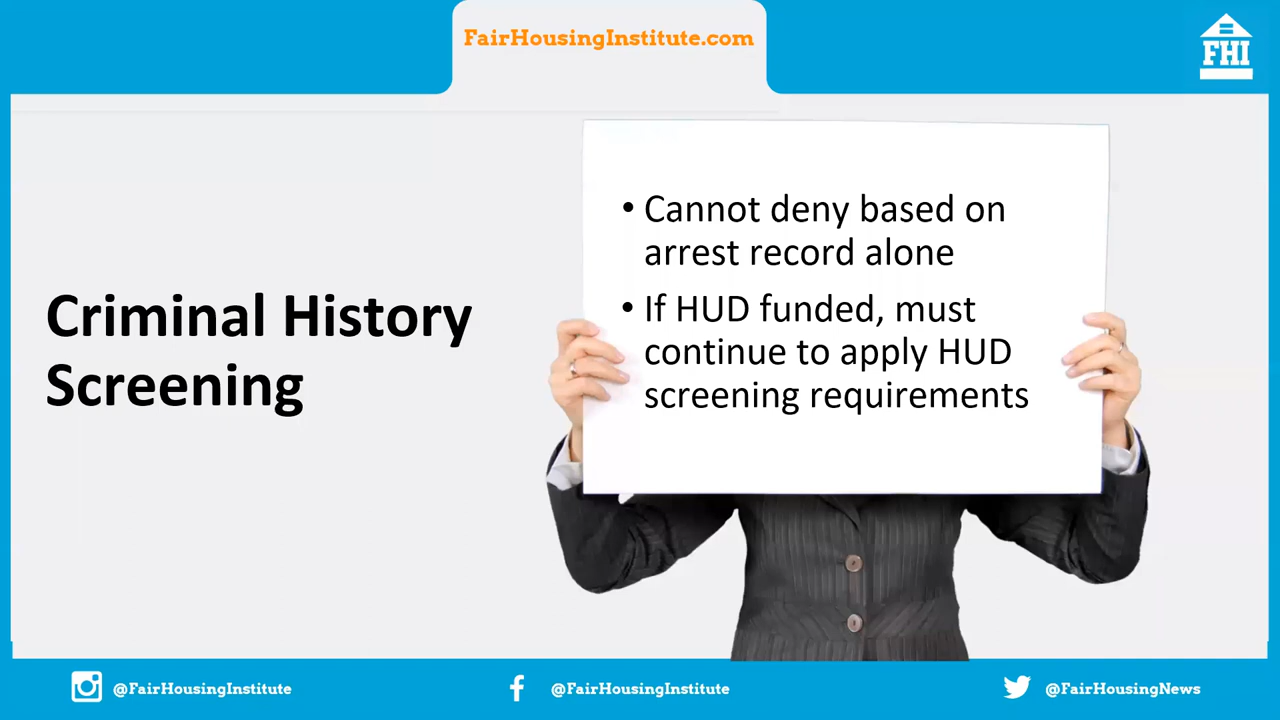 FairHousingInstitute.com
FHI
Criminal History
Screening
• Cannot deny based on
arrest record alone
• If HUD funded, must
continue to apply HUD
screening requirements
@FairHousingInstitute
@FairHousingInstitute
@FairHousingNews